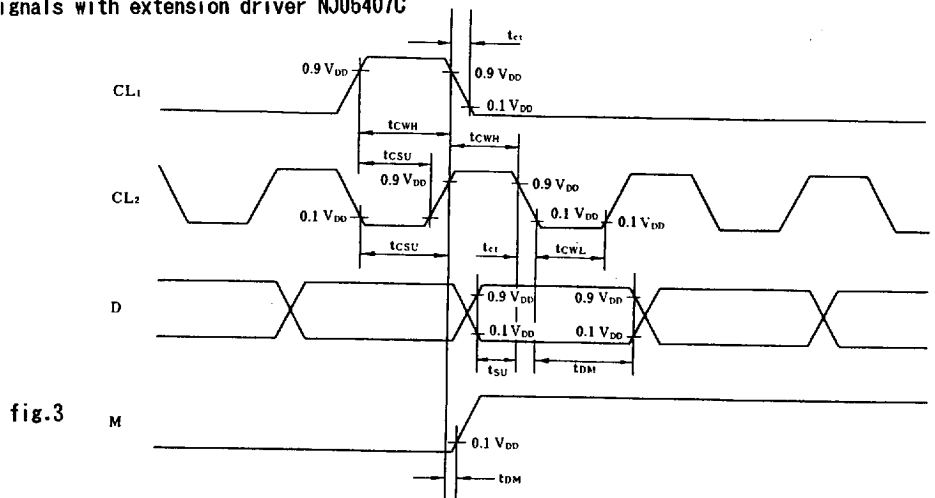 ignals with extension driver NJU6407C
tct
0.9 VDD
0.9 VDD
CL1
0.1 VDD
tCWH
tCWH
tCSU
0.9 VDD
0.9 VDD
CL2
0.1 VDD
0.1 VDD
0.1 VDD
tCSU
tct
tCWL
D
0.9 VDD
0.9 VDD
0.1 VDD
0.1 VDD
tSU
tDM
fig.3
M
0.1 VDD
tDM